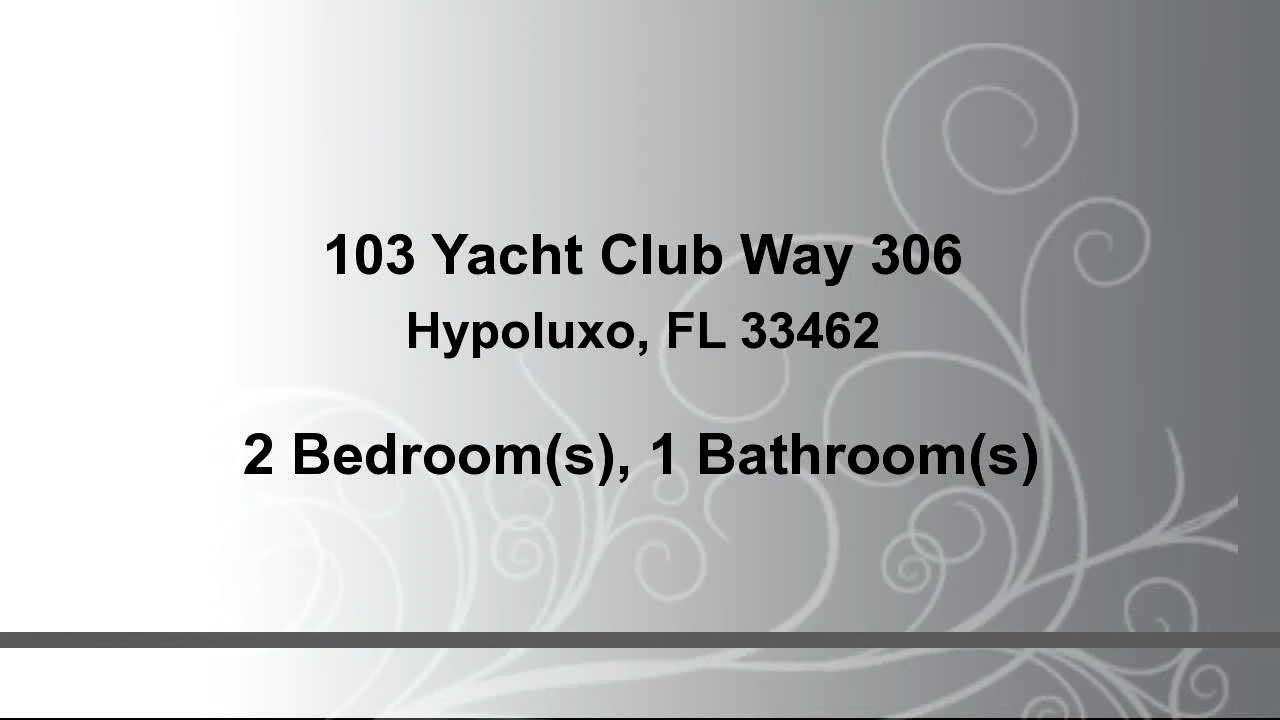 103 Yacht Club Way 306
Hypoluxo, FL 33462
2 Bedroom(s), 1 Bathroom(s)